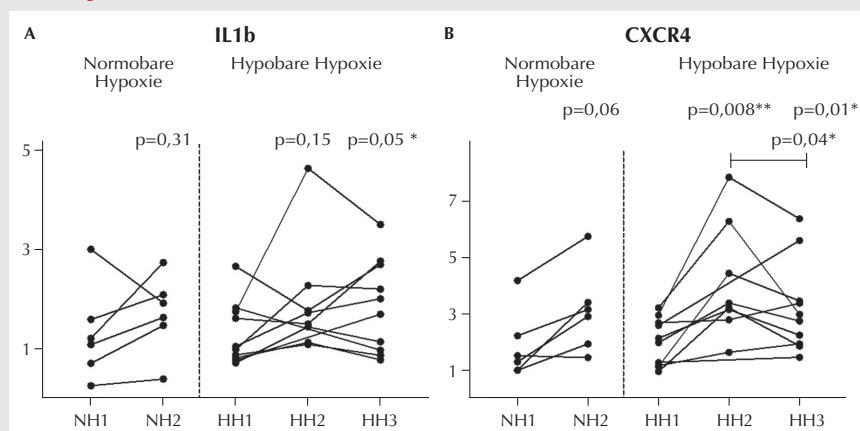 A
IL1b
Normobare
Hypoxie
Hypobare Hypoxie
p=0,31
p=0,15
p=0,05 *
5
3
1
NH1
NH2
HH1
HH2
HH3
B
CXCR4
Normobare
Hypoxie
Hypobare Hypoxie
p=0,06
p=0,008**
p=0,01*
p=0,04*
7
5
3
1
NH1
NH2
HH1
HH2
HH3